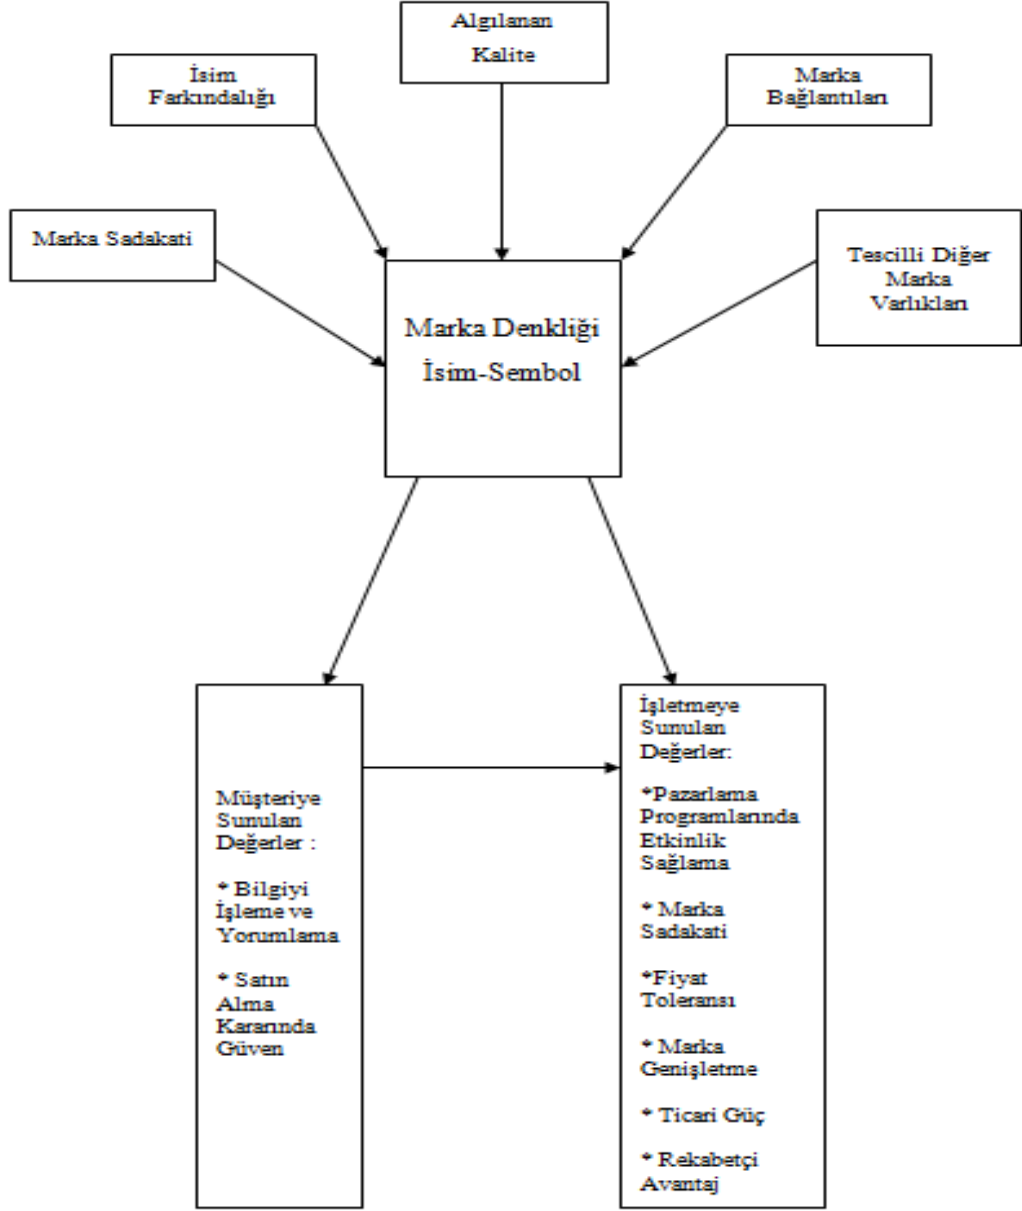 Algılanan
Kalite
İsim
Farkındalığı
Marka
Bağlantıları
Marka Sadakati
Tescilli Diğer
Marka
Varlıkları
Marka Denkliği
İsim-Sembol
Müşteriye
Sunulan
Değerler :
* Bilgiyi
İşleme ve
Yorumlama
* Satın
Alma
Kararında
Güven
İşletmeye
Sunulan
Değerler:
*Pazarlama
Programlarında
Etkinlik
Sağlama
* Marka
Sadakati
*Fiyat
Toleransı
* Marka
Genişletme
* Ticari Güç
* Rekabetçi
Avantaj